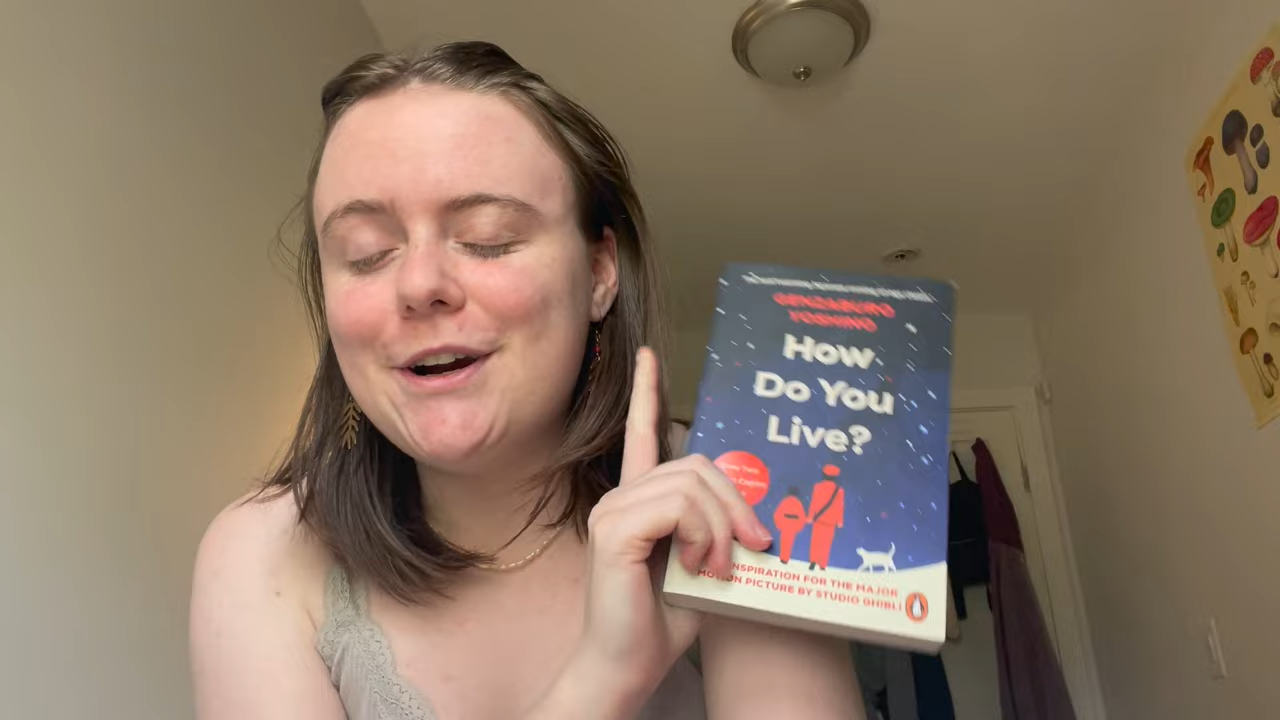 GENZABURO
YOSHINO
How
Do You
Live?
INSPIRATION FOR THE MAJOR
MOTION PICTURE BY STUDIO GHIBLI